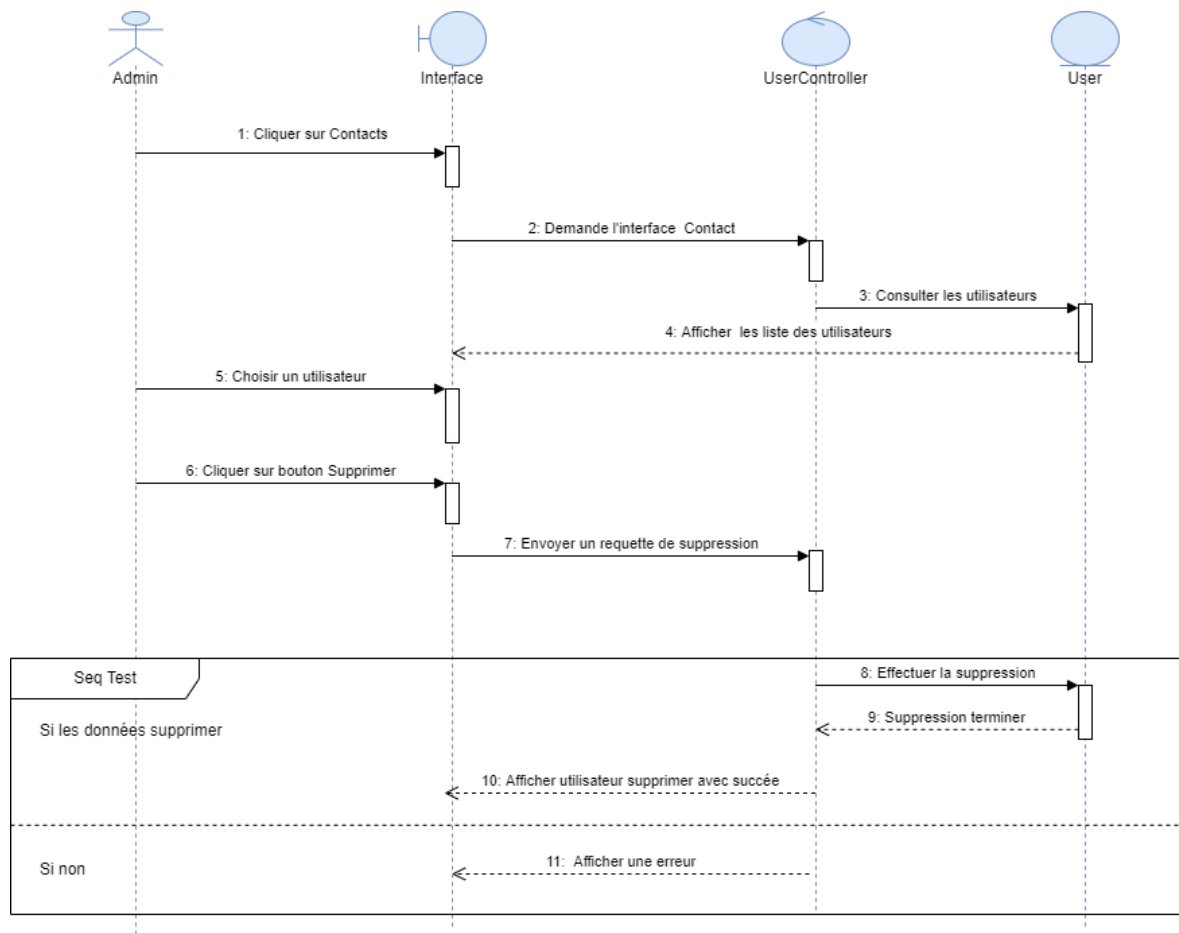 Admin
Interface
UserController
User
1: Cliquer sur Contacts
2: Demande l'interface  Contact
3: Consulter les utilisateurs
4: Afficher  les liste des utilisateurs
5: Choisir un utilisateur
6: Cliquer sur bouton Supprimer
7: Envoyer un requette de suppression
Seq Test
8: Effectuer la suppression
9: Suppression terminer
Si les données supprimer
10: Afficher utilisateur supprimer avec succée
11:  Afficher une erreur
Si non